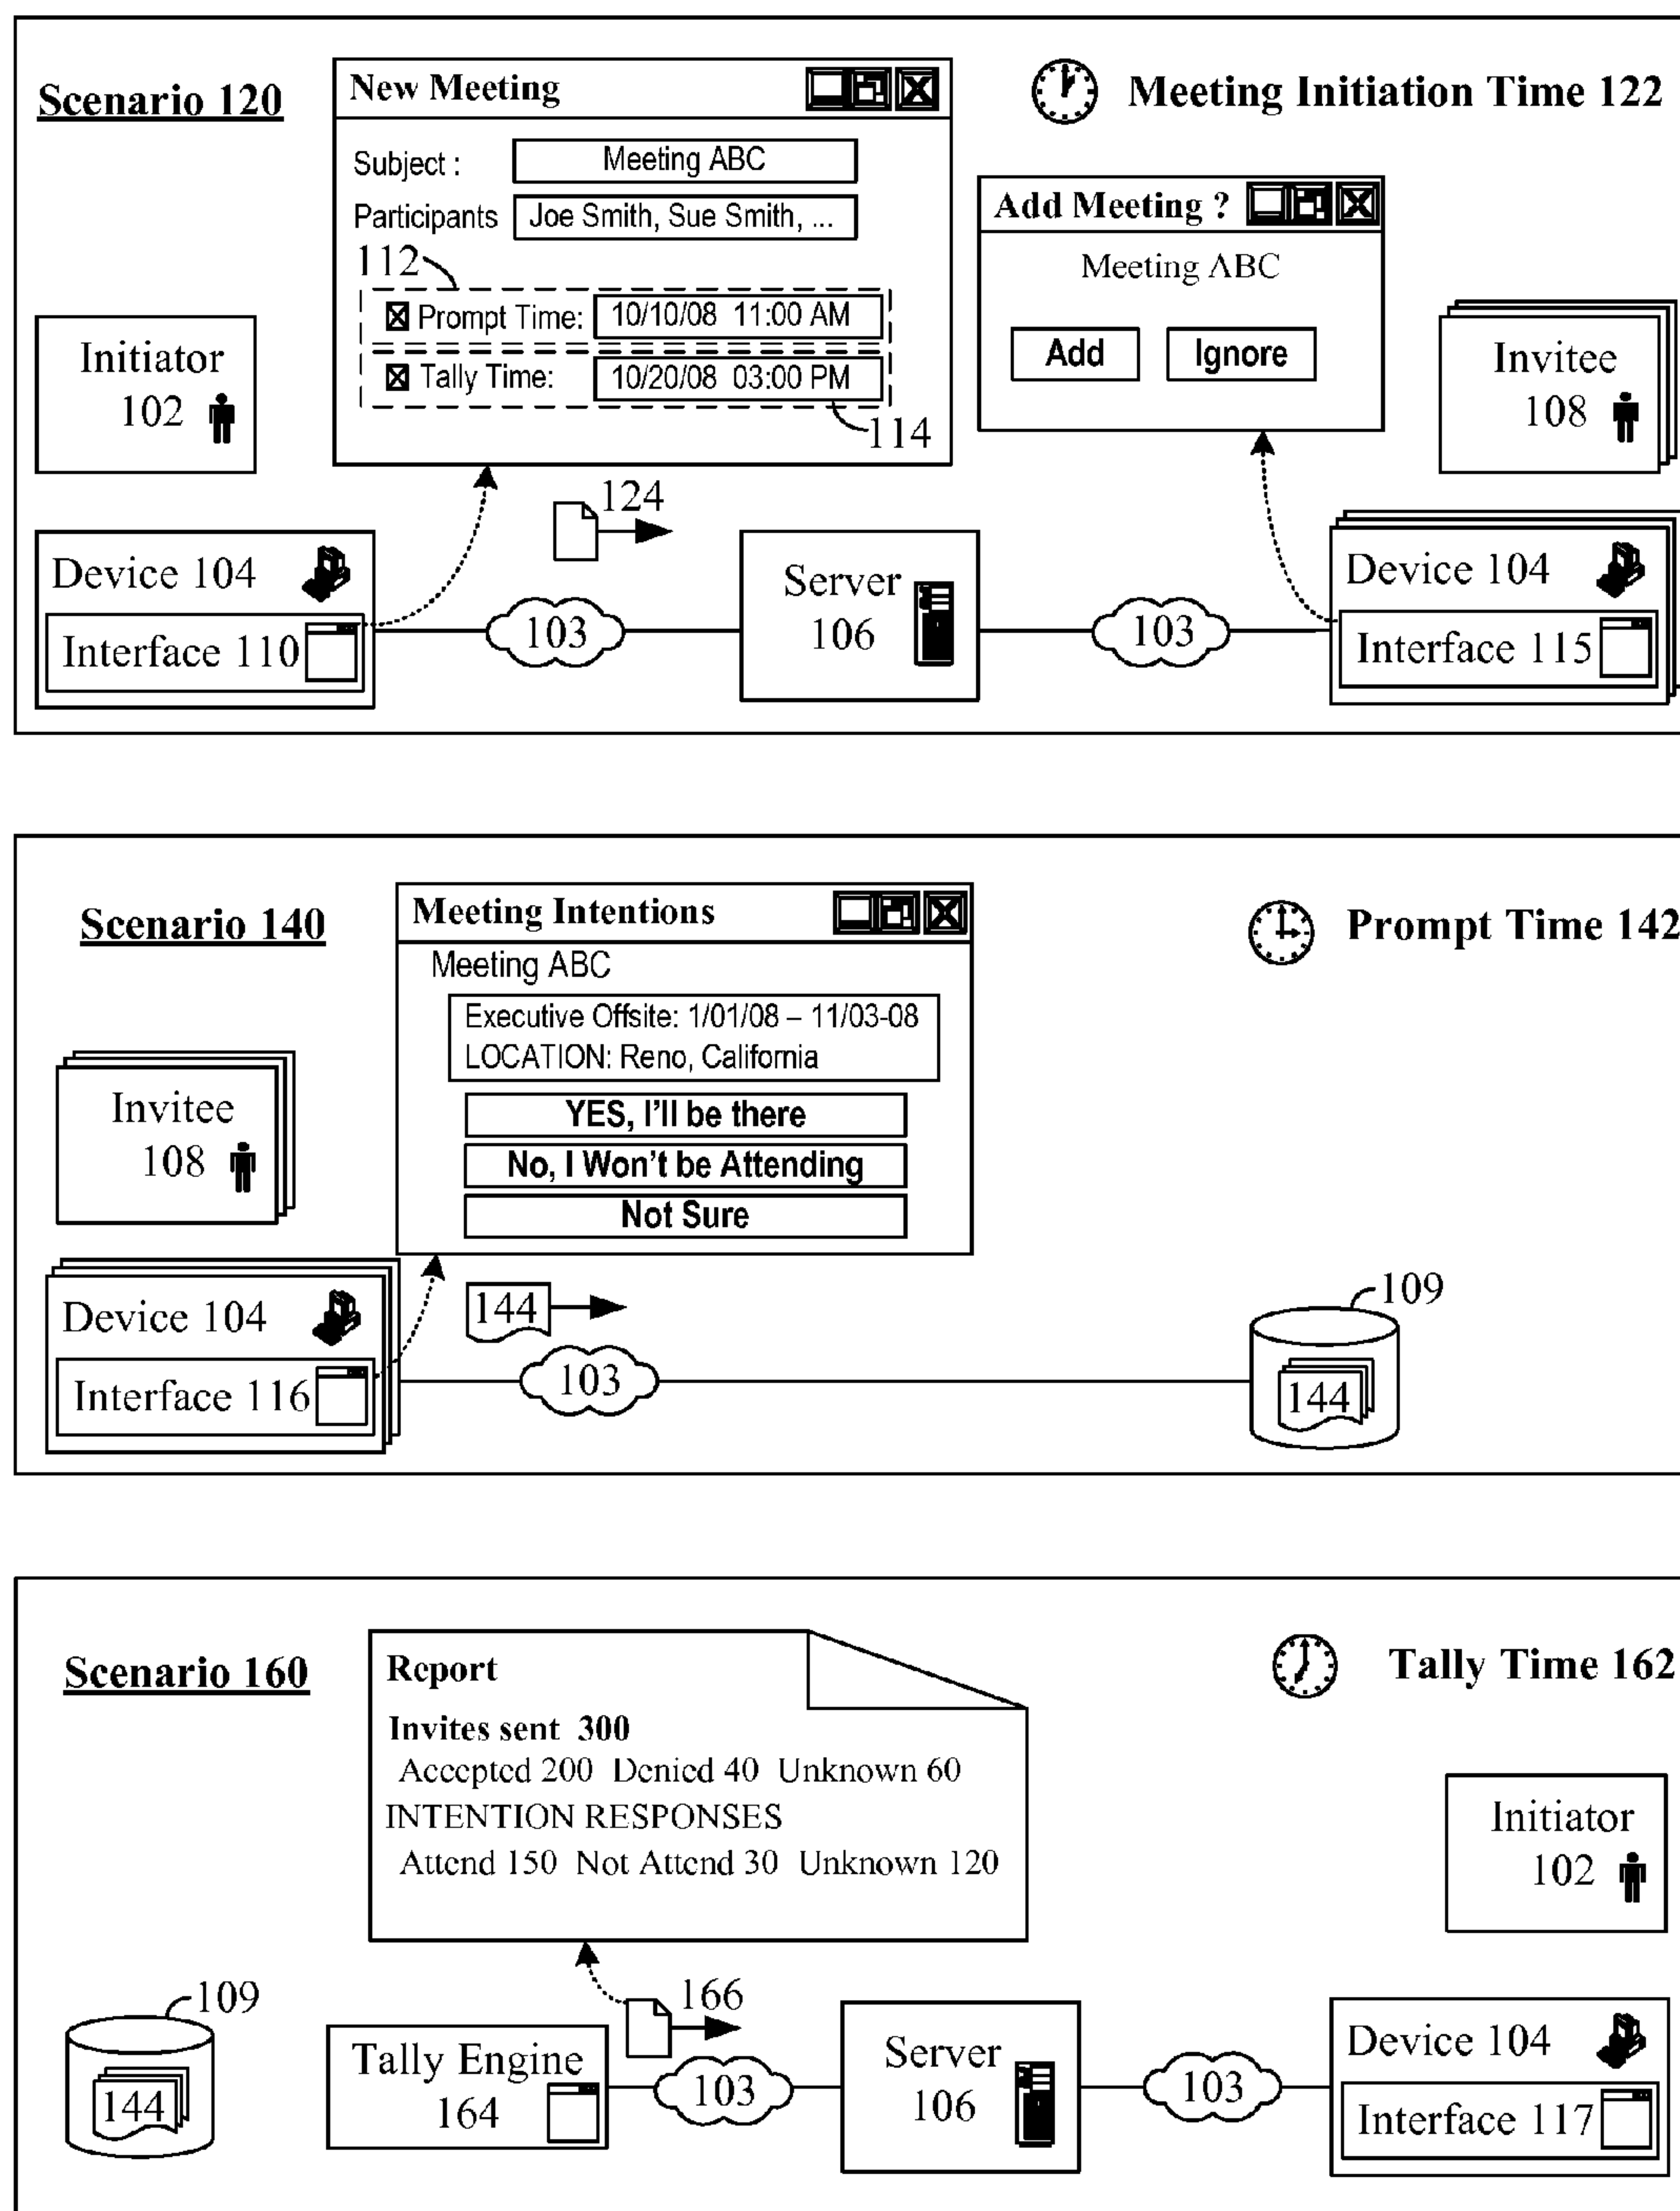 Scenario 120
New Meeting
Meeting Initiation Time 122
Subject :
Meeting ABC
Participants
Joe Smith, Sue Smith, ...
112
Prompt Time:
10/10/08 11:00 AM
Tally Time:
10/20/08 03:00 PM
114
Add Meeting ?
Meeting ABC
Add
Ignore
Initiator
102
Invitee
108
124
Device 104
Interface 110
103
Server
106
103
Device 104
Interface 115
Scenario 140
Meeting Intentions
Prompt Time 142
Meeting ABC
Executive Offsite: 1/01/08 – 11/03-08
LOCATION: Reno, California
YES, I'll be there
No, I Won't be Attending
Not Sure
Invitee
108
Device 104
Interface 116
144
103
109
144
Scenario 160
Report
Tally Time 162
Invites sent 300
Accepted 200 Denied 40 Unknown 60
INTENTION RESPONSES
Attend 150 Not Attend 30 Unknown 120
Initiator
102
109
144
Tally Engine
164
166
103
Server
106
103
Device 104
Interface 117